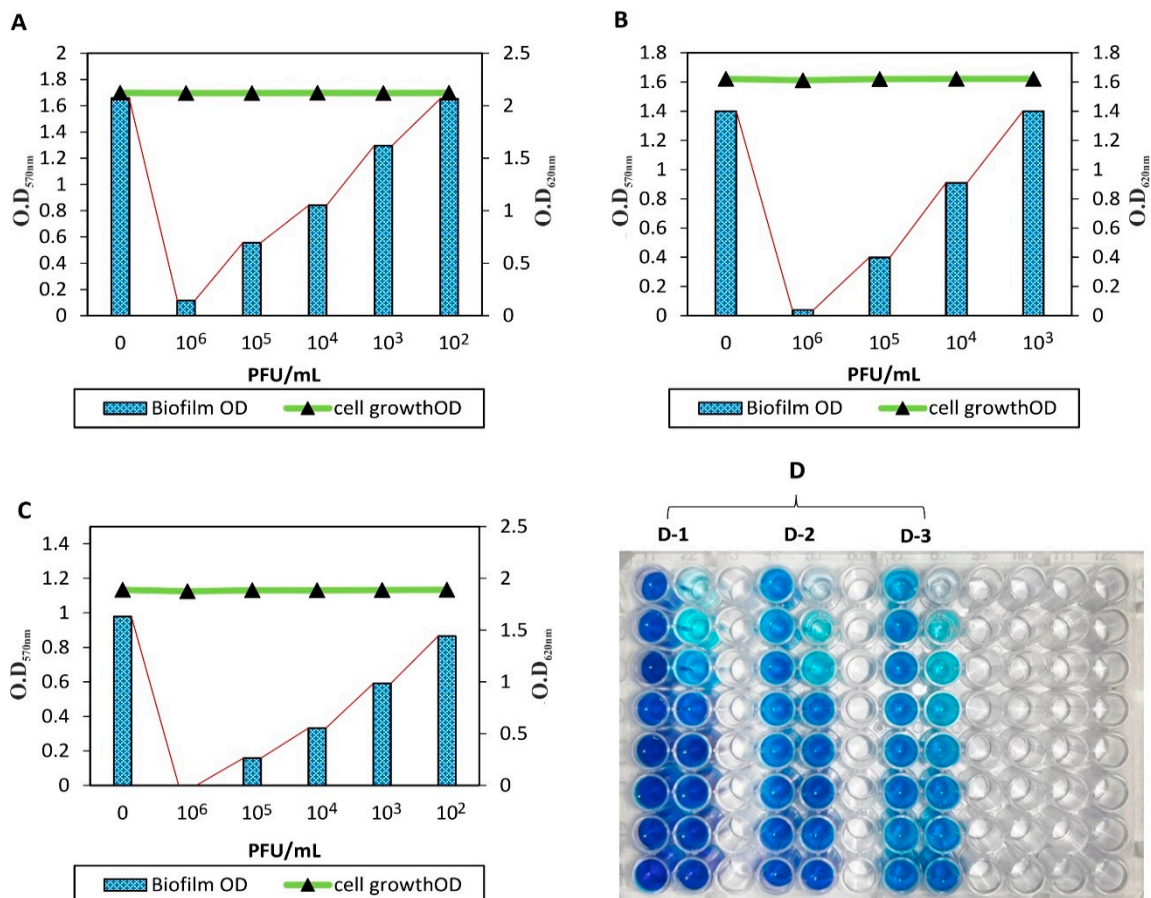 A
2
1.8
1.6
1.4
1.2
1
0.8
0.6
0.4
0.2
0
O.D570nm
2.5
2
1.5
1
0.5
0
O.D620nm
0 10⁶ 10⁵ 10⁴ 10³ 10²
PFU/mL
Biofilm OD cell growthOD
B
1.8
1.6
1.4
1.2
1
0.8
0.6
0.4
0.2
0
O.D570nm
1.8
1.6
1.4
1.2
1
0.8
0.6
0.4
0.2
0
O.D620nm
0 10⁶ 10⁵ 10⁴ 10³
PFU/mL
Biofilm OD cell growthOD
C
1.4
1.2
1
0.8
0.6
0.4
0.2
0
O.D570nm
2.5
2
1.5
1
0.5
0
O.D620nm
0 10⁶ 10⁵ 10⁴ 10³ 10²
PFU/mL
Biofilm OD cell growthOD
D
D-1 D-2 D-3